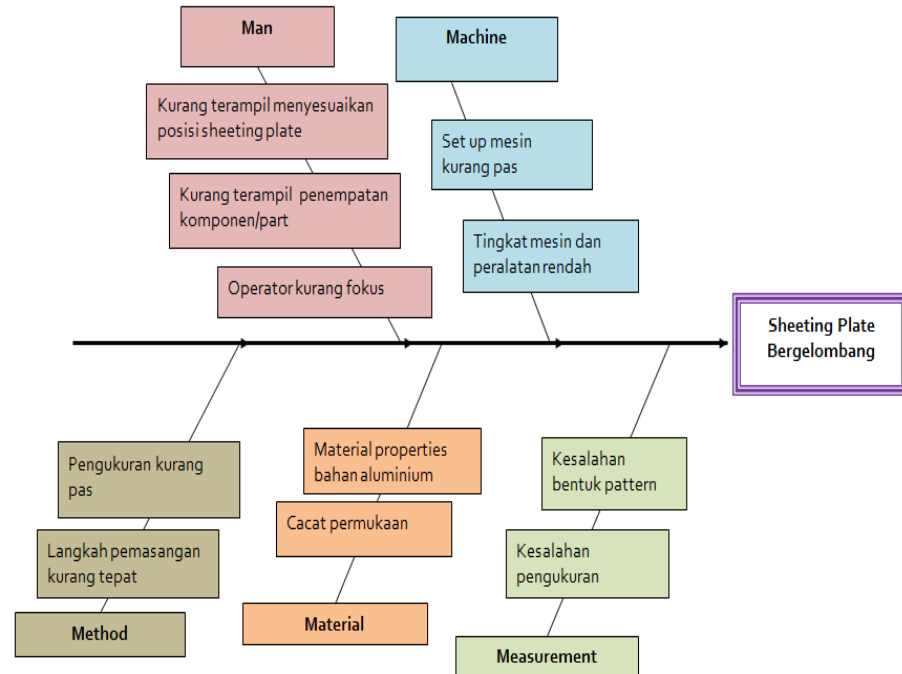 Man
Machine
Kurang terampil menyesuaikan
posisi sheeting plate
Set up mesin
kurang pas
Kurang terampil penempatan
komponen/part
Tingkat mesin dan
peralatan rendah
Operator kurang fokus
Sheeting Plate
Bergelombang
Pengukuran kurang
pas
Material properties
bahan aluminium
Kesalahan
bentuk pattern
Langkah pemasangan
kurang tepat
Cacat permukaan
Kesalahan
pengukuran
Method
Material
Measurement